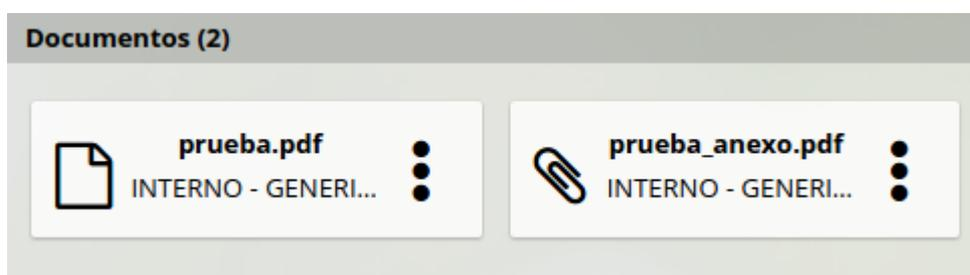 Documentos (2)
prueba.pdf
INTERNO - GENERI...
prueba_anexo.pdf
INTERNO - GENERI...